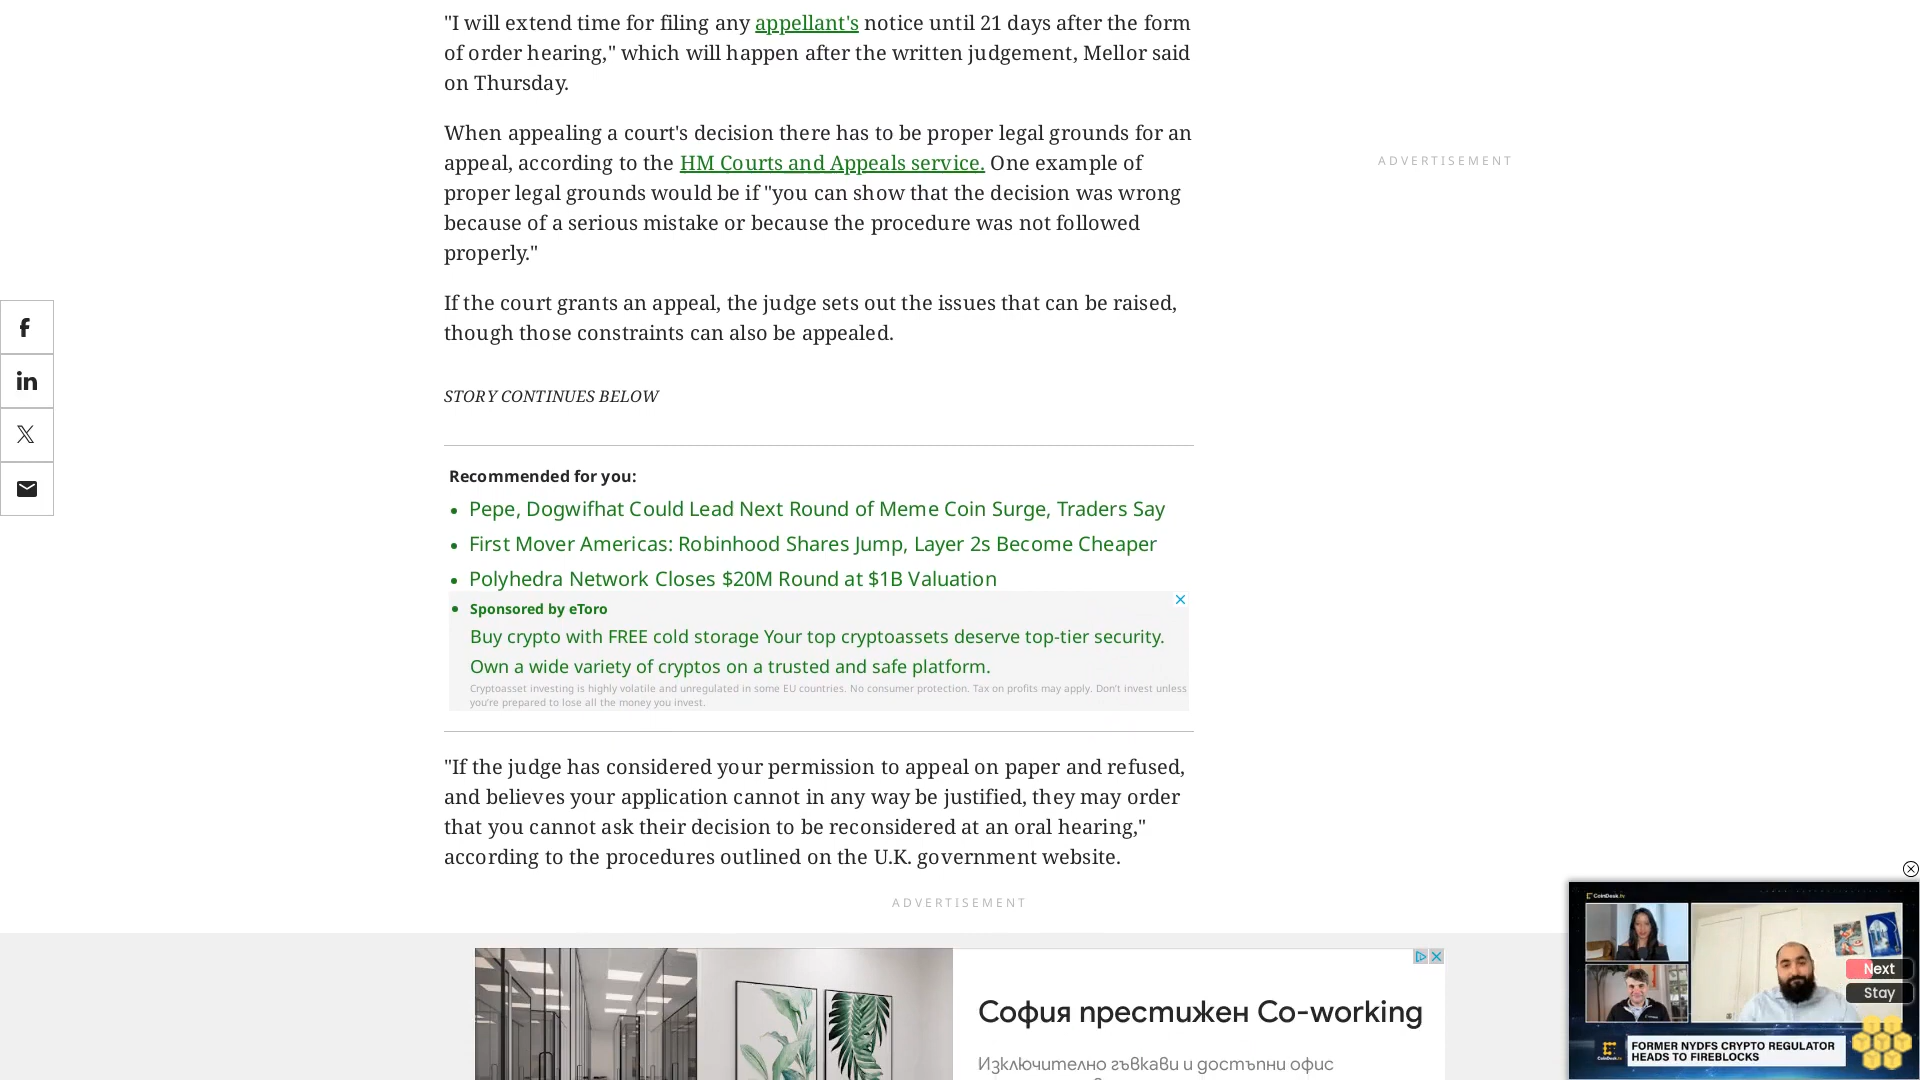 "I will extend time for filing any appellant's notice until 21 days after the form
of order hearing," which will happen after the written judgement, Mellor said
on Thursday.
When appealing a court's decision there has to be proper legal grounds for an
appeal, according to the HM Courts and Appeals service. One example of
proper legal grounds would be if "you can show that the decision was wrong
because of a serious mistake or because the procedure was not followed
properly."
If the court grants an appeal, the judge sets out the issues that can be raised,
though those constraints can also be appealed.
STORY CONTINUES BELOW
Recommended for you:
• Pepe, Dogwifhat Could Lead Next Round of Meme Coin Surge, Traders Say
• First Mover Americas: Robinhood Shares Jump, Layer 2s Become Cheaper
• Polyhedra Network Closes $20M Round at $1B Valuation
• Sponsored by eToro
Buy crypto with FREE cold storage Your top cryptoassets deserve top-tier security.
Own a wide variety of cryptos on a trusted and safe platform.
Cryptoasset investing is highly volatile and unregulated in some EU countries. No consumer protection. Tax on profits may apply. Don't invest unless
you're prepared to lose all the money you invest.
"If the judge has considered your permission to appeal on paper and refused,
and believes your application cannot in any way be justified, they may order
that you cannot ask their decision to be reconsidered at an oral hearing,"
according to the procedures outlined on the U.K. government website.
ADVERTISEMENT
София престижен Co-working
Изключително гъвкави и достъпни офис
ADVERTISEMENT
CoinDesk.tv
Next
Stay
CoinDesk.tv
FORMER NYDFS CRYPTO REGULATOR
HEADS TO FIREBLOCKS